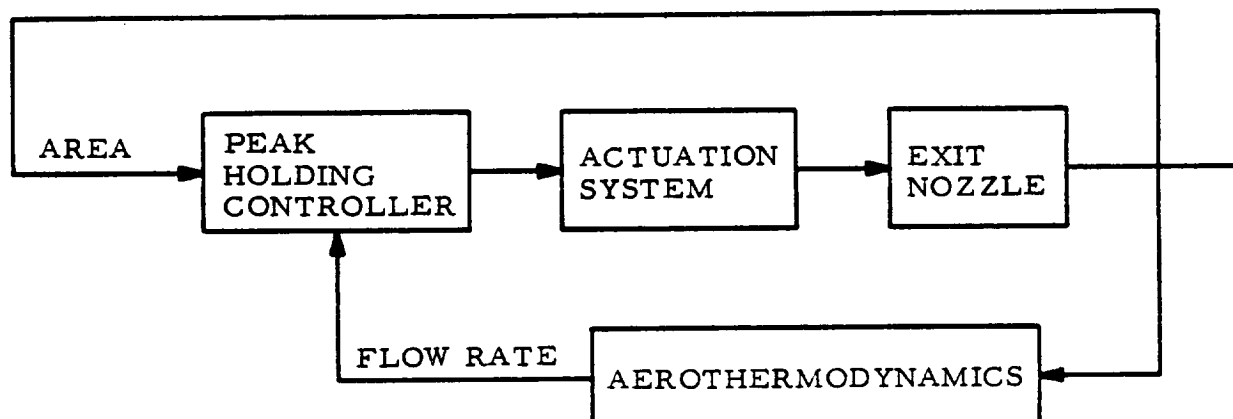 AREA
PEAK
HOLDING
CONTROLLER
ACTUATION
SYSTEM
EXIT
NOZZLE
FLOW RATE
AEROTHERMODYNAMICS